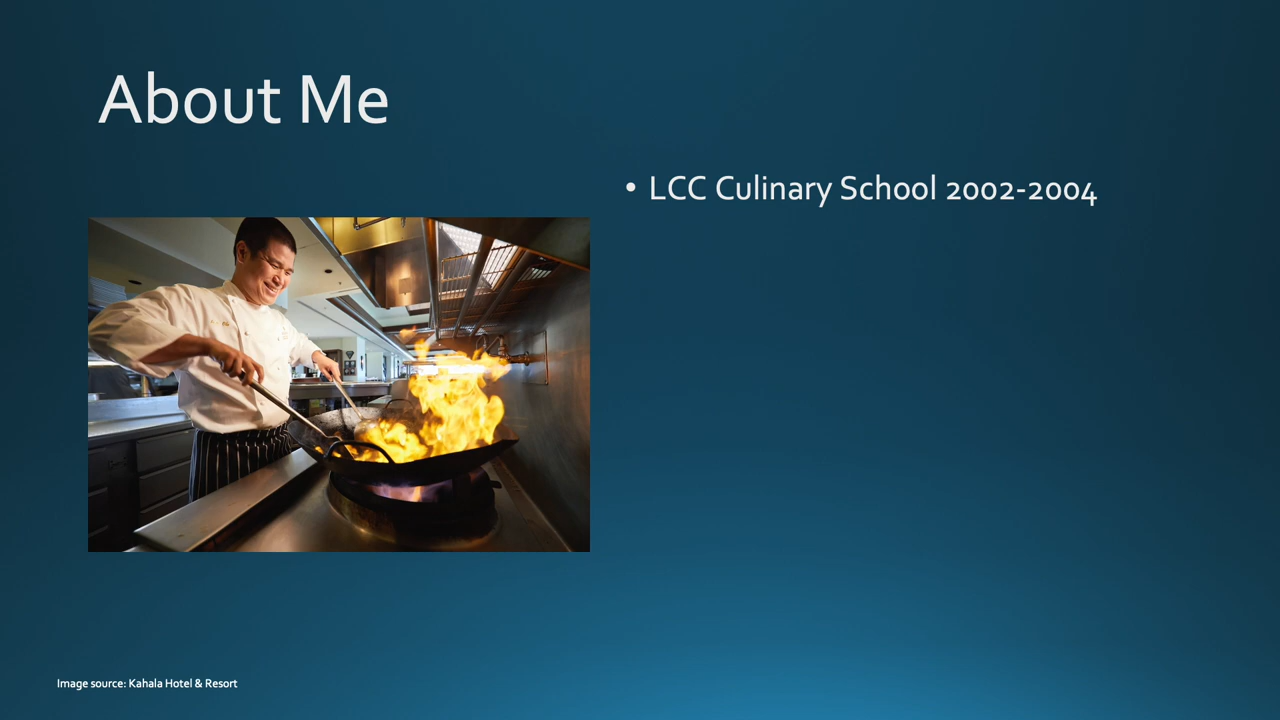 About Me
• LCC Culinary School 2002-2004
Image source: Kahala Hotel & Resort